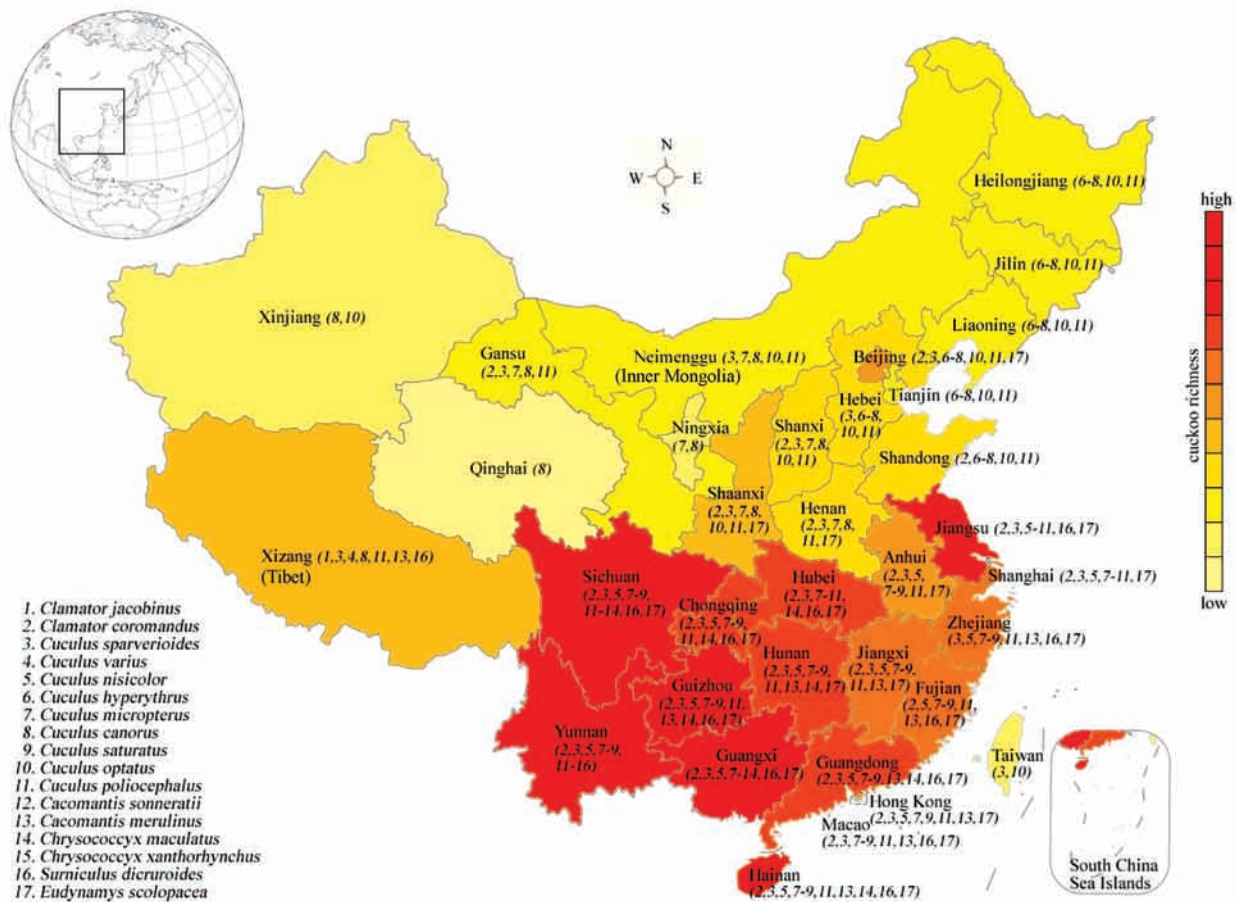 N
W E
S
high
cuckoo richness
low
Heilongjiang (6-8,10,11)
Jilin (6-8,10,11)
Liaoning (6-8,10,11)
Xinjiang (8,10)
Gansu
(2,3,7,8,11)
Neimenggu (3,7,8,10,11)
(Inner Mongolia)
Beijing (2,3,6-8,10,11,17)
Tianjin (6-8,10,11)
Hebei
(3,6-8,
10,11)
Ningxia
(7,8)
Shanxi
(2,3,7,8,
10,11)
Shandong (2,6-8,10,11)
Qinghai (8)
Shaanxi
(2,3,7,8,
10,11,17)
Henan
(2,3,7,8,
11,17)
Jiangsu
(2,3,5-11,16,17)
Xizang (1,3,4,8,11,13,16)
(Tibet)
Anhui
(2,3,5,
7-9,11,17)
Shanghai (2,3,5,7-11,17)
Sichuan
(2,3,5,7-9,
11-14,16,17)
Hubei
(2,3,7-11,
14,16,17)
Chongqing
(2,3,5,7-9,
11,14,16,17)
Zhejiang
(3,5,7-9,11,13,16,17)
Hunan
(2,3,5,7-9,
11,13,14,17)
Jiangxi
(2,3,5,7-9,
11,13,17)
Guizhou
(2,3,5,7-9,11,
13,14,16,17)
Fujian
(2,5,7-9,11,
13,16,17)
Yunnan
(2,3,5,7-9,
11-16)
Guangxi
(2,3,5,7-14,16,17)
Guangdong
(2,3,5,7-9,13,14,16,17)
Taiwan
(3,10)
Hong Kong
(2,3,5,7,9,11,13,17)
Macao
(2,3,7-9,11,13,16,17)
Hainan
(2,3,5,7-9,11,13,14,16,17)
South China
Sea Islands
1. Clamator jacobinus
2. Clamator coromandus
3. Cuculus sparverioides
4. Cuculus varius
5. Cuculus nisicolor
6. Cuculus hyperythrus
7. Cuculus micropterus
8. Cuculus canorus
9. Cuculus saturatus
10. Cuculus optatus
11. Cuculus poliocephalus
12. Cacomantis sonneratii
13. Cacomantis merulinus
14. Chrysococcyx maculatus
15. Chrysococcyx xanthorhynchus
16. Surniculus dicruroides
17. Eudynamys scolopacea